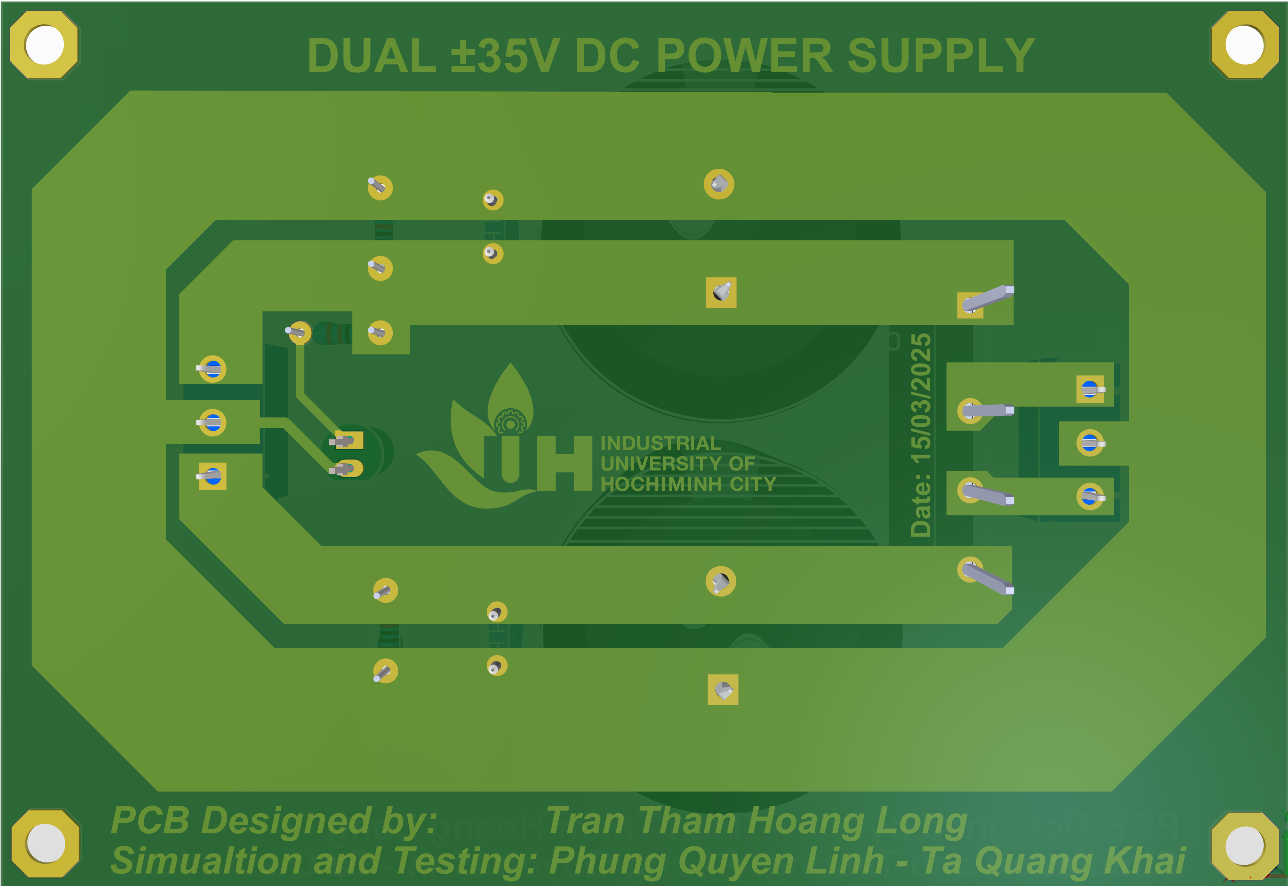 DUAL ±35V DC POWER SUPPLY
Date: 15/03/2025
UH
INDUSTRIAL
UNIVERSITY OF
HOCHIMINH CITY
PCB Designed by: Tran Tham Hoang Long
Simualtion and Testing: Phung Quyen Linh - Ta Quang Khai